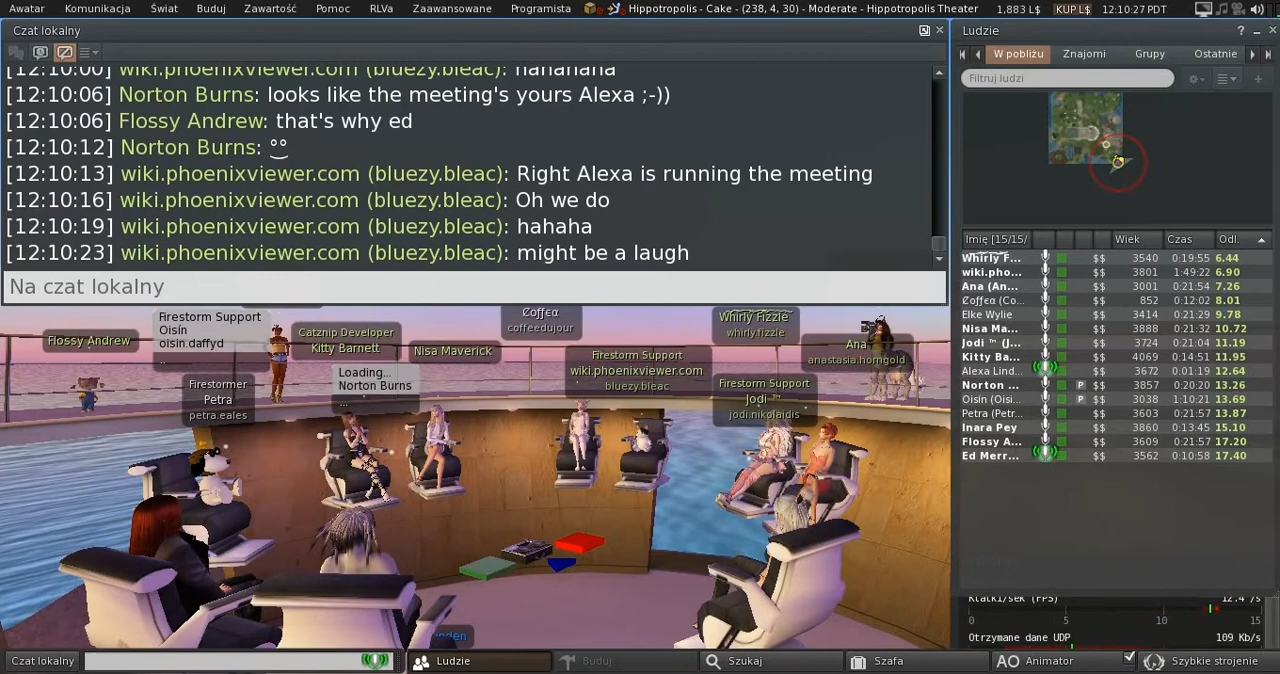 Awatar Komunikacja Świat Buduj Zawartość Pomoc RLVa Zaawansowane Programista Hippotropolis - Cake - (238, 4, 30) - Moderate - Hippotropolis Theater 1,883 L$ KUP L$ 12:10:27 PDT
Czat lokalny
[12:10:00] wiki.phoenixviewer.com (bluezy.bleac): hahahaha
[12:10:06] Norton Burns: looks like the meeting's yours Alexa ;-))
[12:10:06] Flossy Andrew: that's why ed
[12:10:12] Norton Burns:
[12:10:13] wiki.phoenixviewer.com (bluezy.bleac): Right Alexa is running the meeting
[12:10:16] wiki.phoenixviewer.com (bluezy.bleac): Oh we do
[12:10:19] wiki.phoenixviewer.com (bluezy.bleac): hahaha
[12:10:23] wiki.phoenixviewer.com (bluezy.bleac): might be a laugh
Na czat lokalny
Flossy Andrew
Firestorm Support
Oisín
oisin.daffyd
..
Catznip Developer
Kitty Barnett
Nisa Maverick
Loading...
Norton Burns
...
Firestormer
Petra
petra.eales
Ȼoƒƒєα
coffeedujour
Firestorm Support
wiki.phoenixviewer.com
bluezy.bleac
Whirly Fizzle
whirly.fizzle
Firestorm Support
Jodi ™
jodi.nikolaidis
Ana
anastasia.horngold
Ludzie
W pobliżu Znajomi Grupy Ostatnie
Filtruj ludzi
Imię [15/15/ Wiek Czas Odl.
Whirly F... $$ 3540 0:19:55 6.44
wiki.pho... $$ 3801 1:49:22 6.90
Ana (An... $$ 3001 0:21:54 7.26
Ȼoƒƒєα (Co... $$ 852 0:12:02 8.01
Elke Wylie $$ 3414 0:21:29 9.78
Nisa Ma... $$ 3888 0:21:32 10.72
Jodi ™ (J... $$ 3724 0:21:04 11.19
Kitty Ba... $$ 4069 0:14:51 11.95
Alexa Lind... $$ 3672 0:01:19 12.64
Norton ... P $$ 3857 0:20:20 13.26
Oisín (Oisi... P $$ 3038 1:10:21 13.69
Petra (Petr... $$ 3603 0:21:57 13.87
Inara Pey $$ 3860 0:13:45 15.10
Flossy A... $$ 3609 0:21:57 17.20
Ed Merr... $$ 3562 0:10:58 17.40
Klatki/sek (FPS) 12.4 /s
0 5 10 15
Otrzymane dane UDP 109 Kb/s
Czat lokalny Ludzie Buduj Szukaj Szafa AO Animator Szybkie strojenie